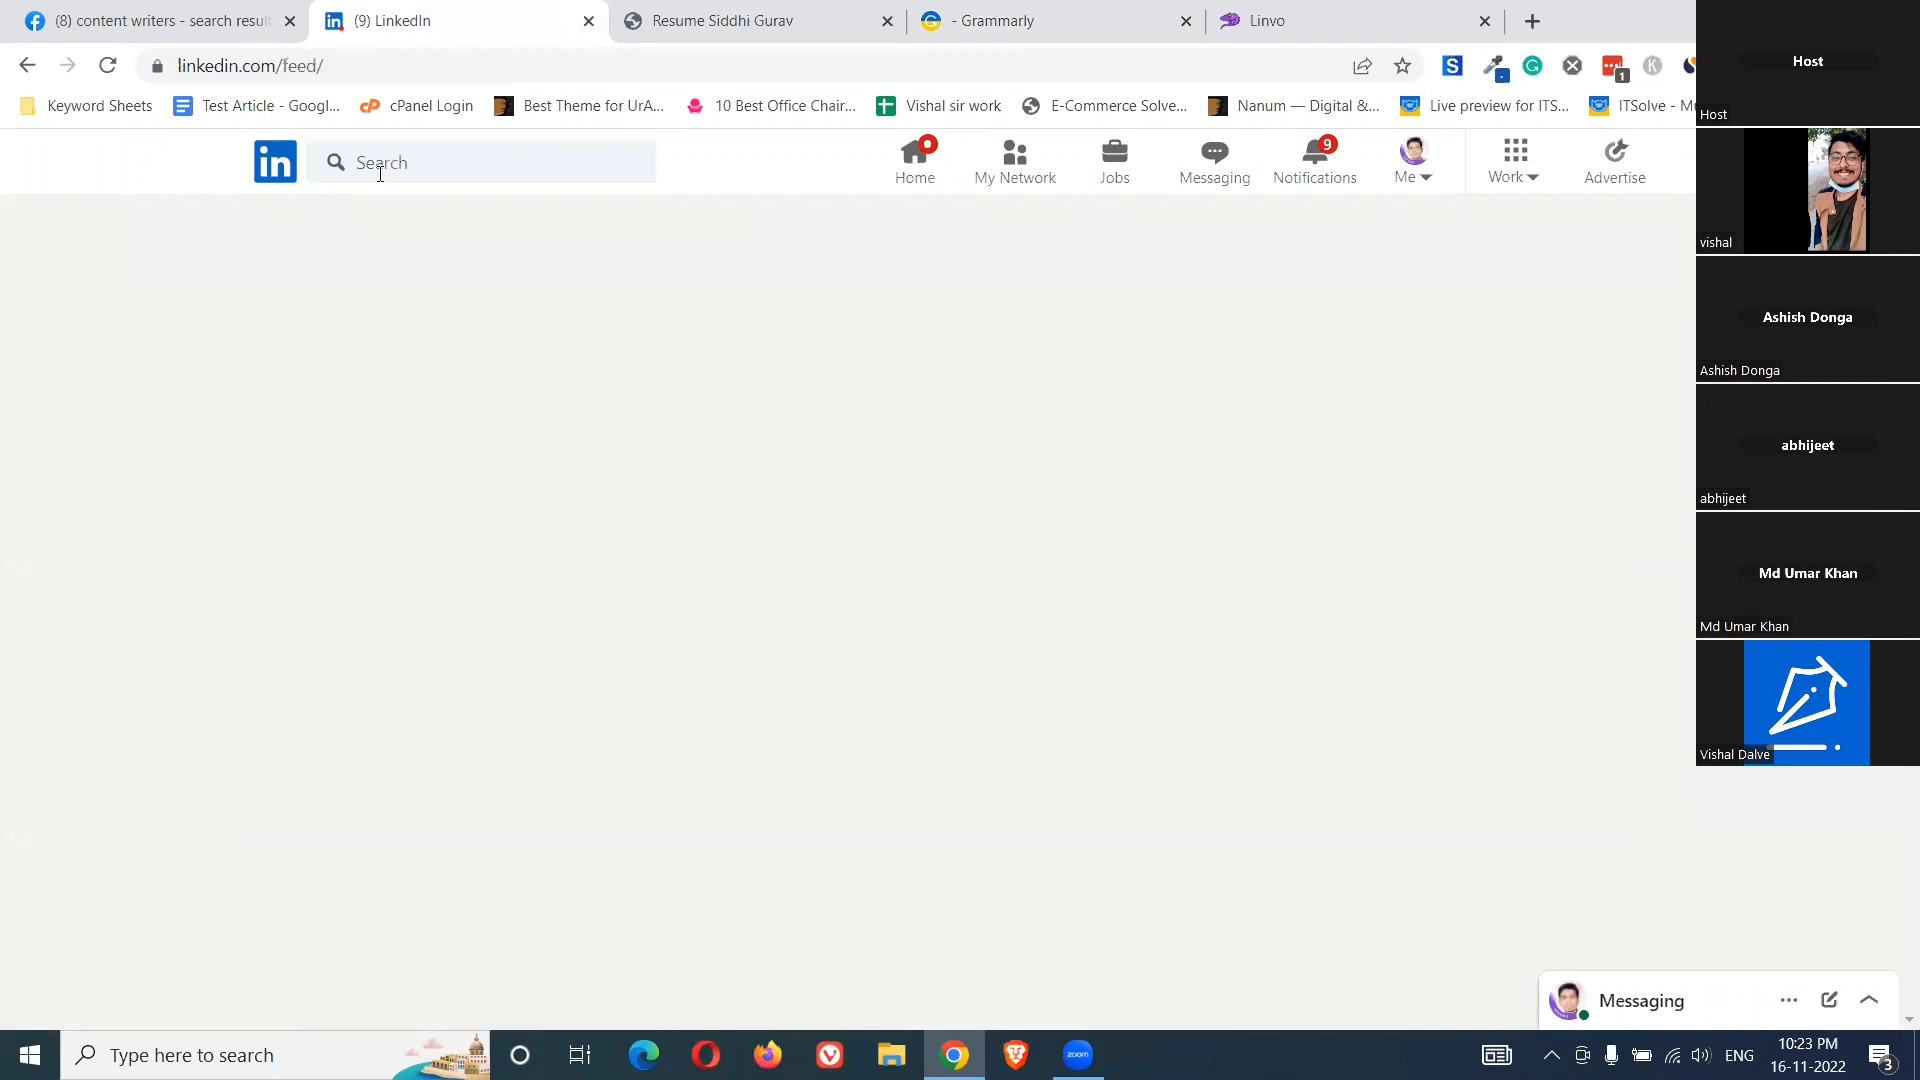 (8) content writers - search result
(9) LinkedIn
Resume Siddhi Gurav
- Grammarly
Linvo
linkedin.com/feed/
1
Keyword Sheets
Test Article - Googl...
cPanel Login
Best Theme for UrA...
10 Best Office Chair...
Vishal sir work
E-Commerce Solve...
Nanum — Digital &...
Live preview for ITS...
ITSolve - M
in
Search
Home
My Network
Jobs
Messaging
9
Notifications
Me
Work
Advertise
Host
Host
vishal
Ashish Donga
Ashish Donga
abhijeet
abhijeet
Md Umar Khan
Md Umar Khan
Vishal Dalve
Messaging
Type here to search
zoom
ENG
10:23 PM
16-11-2022
3